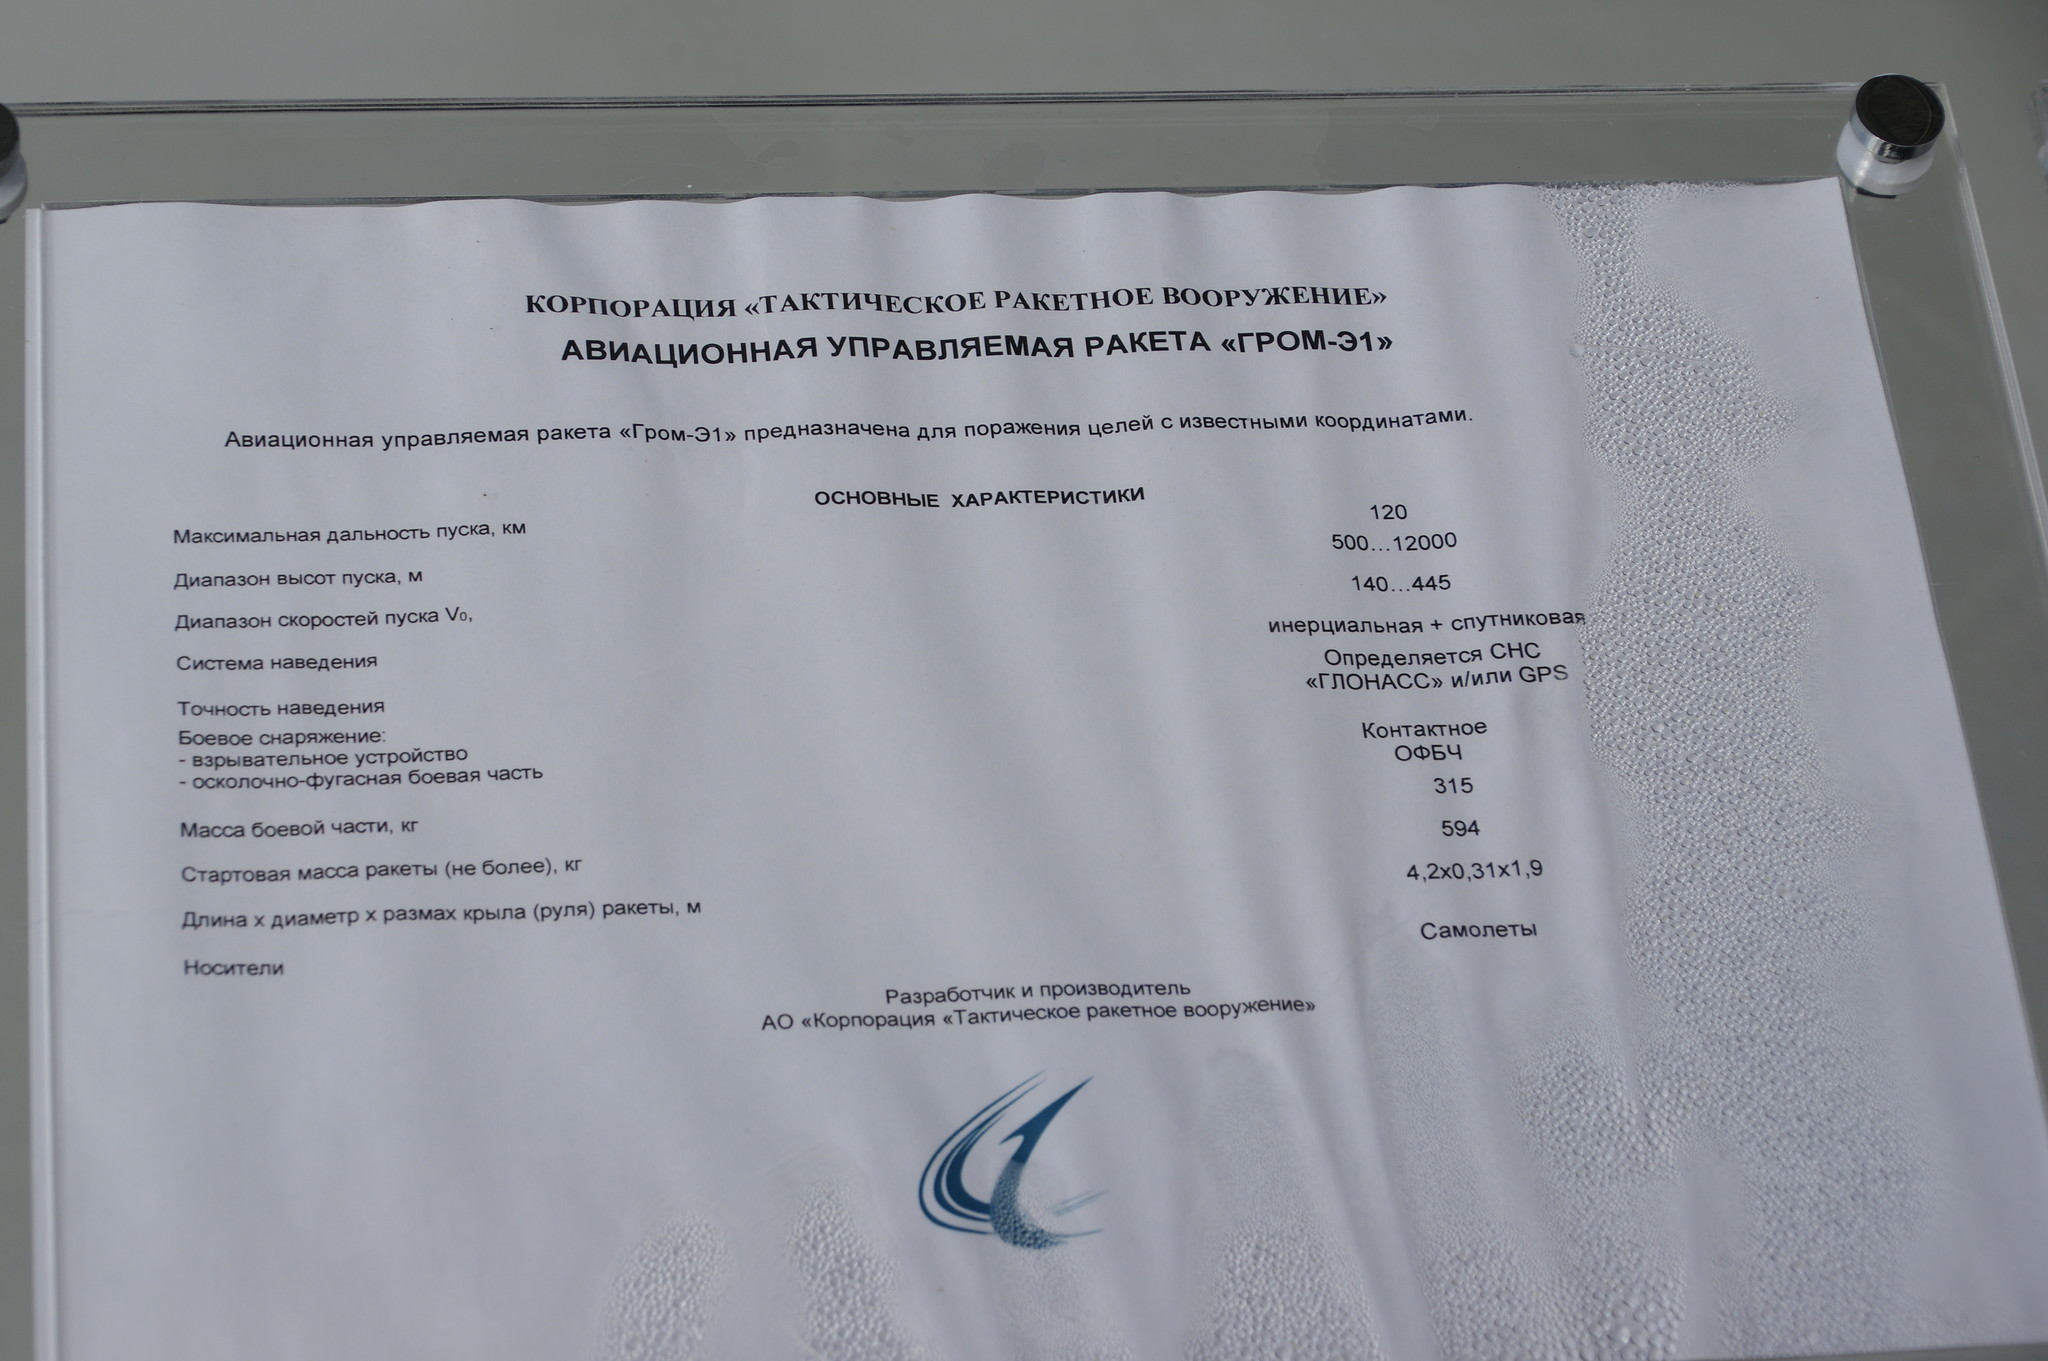 КОРПОРАЦИЯ «ТАКТИЧЕСКОЕ РАКЕТНОЕ ВООРУЖЕНИЕ»
АВИАЦИОННАЯ УПРАВЛЯЕМАЯ РАКЕТА «ГРОМ-Э1»
Авиационная управляемая ракета «Гром-Э1» предназначена для поражения целей с известными координатами.
ОСНОВНЫЕ ХАРАКТЕРИСТИКИ
Максимальная дальность пуска, км 120
Диапазон высот пуска, м 500...12000
Диапазон скоростей пуска V₀, 140...445
Система наведения инерциальная + спутниковая
Точность наведения Определяется СНС
«ГЛОНАСС» и/или GPS
Боевое снаряжение:
- взрывательное устройство Контактное
- осколочно-фугасная боевая часть ОФБЧ
Масса боевой части, кг 315
Стартовая масса ракеты (не более), кг 594
Длина х диаметр х размах крыла (руля) ракеты, м 4,2х0,31х1,9
Носители Самолеты
Разработчик и производитель
АО «Корпорация «Тактическое ракетное вооружение»